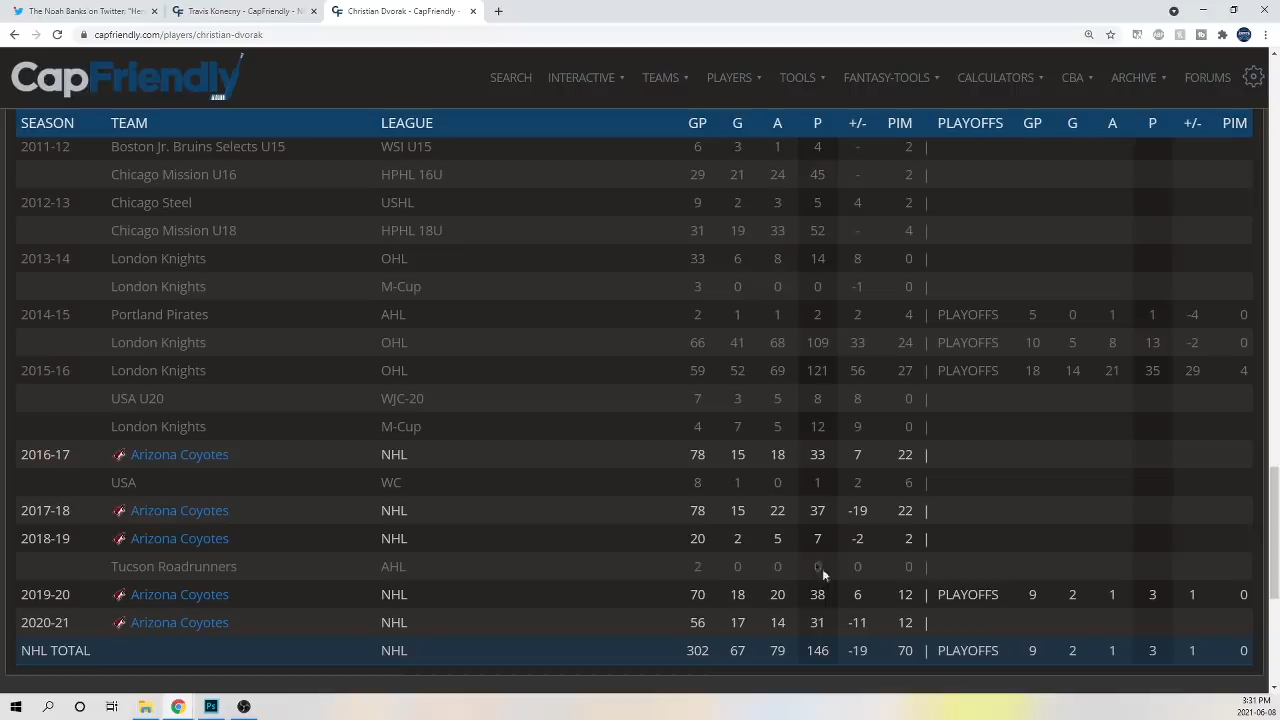 The Noah Banks on Twitter: "He
Travis Konecny - CapFriendly - N
Christian Dvorak - CapFriendly -
capfriendly.com/players/christian-dvorak
CapFriendly SEARCH INTERACTIVE TEAMS PLAYERS TOOLS FANTASY-TOOLS CALCULATORS CBA ARCHIVE FORUMS
SEASON TEAM LEAGUE GP G A P +/- PIM PLAYOFFS GP G A P +/- PIM
2011-12 Boston Jr. Bruins Selects U15 WSI U15 6 3 1 4 - 2 |
Chicago Mission U16 HPHL 16U 29 21 24 45 - 2 |
2012-13 Chicago Steel USHL 9 2 3 5 4 2 |
Chicago Mission U18 HPHL 18U 31 19 33 52 - 4 |
2013-14 London Knights OHL 33 6 8 14 8 0 |
London Knights M-Cup 3 0 0 0 -1 0 |
2014-15 Portland Pirates AHL 2 1 1 2 2 4 | PLAYOFFS 5 0 1 1 -4 0
London Knights OHL 66 41 68 109 33 24 | PLAYOFFS 10 5 8 13 -2 0
2015-16 London Knights OHL 59 52 69 121 56 27 | PLAYOFFS 18 14 21 35 29 4
USA U20 WJC-20 7 3 5 8 8 0 |
London Knights M-Cup 4 7 5 12 9 0 |
2016-17 Arizona Coyotes NHL 78 15 18 33 7 22 |
USA WC 8 1 0 1 2 6 |
2017-18 Arizona Coyotes NHL 78 15 22 37 -19 22 |
2018-19 Arizona Coyotes NHL 20 2 5 7 -2 2 |
Tucson Roadrunners AHL 2 0 0 0 0 0 |
2019-20 Arizona Coyotes NHL 70 18 20 38 6 12 | PLAYOFFS 9 2 1 3 1 0
2020-21 Arizona Coyotes NHL 56 17 14 31 -11 12 |
NHL TOTAL NHL 302 67 79 146 -19 70 | PLAYOFFS 9 2 1 3 1 0
3:31 PM
2021-06-08